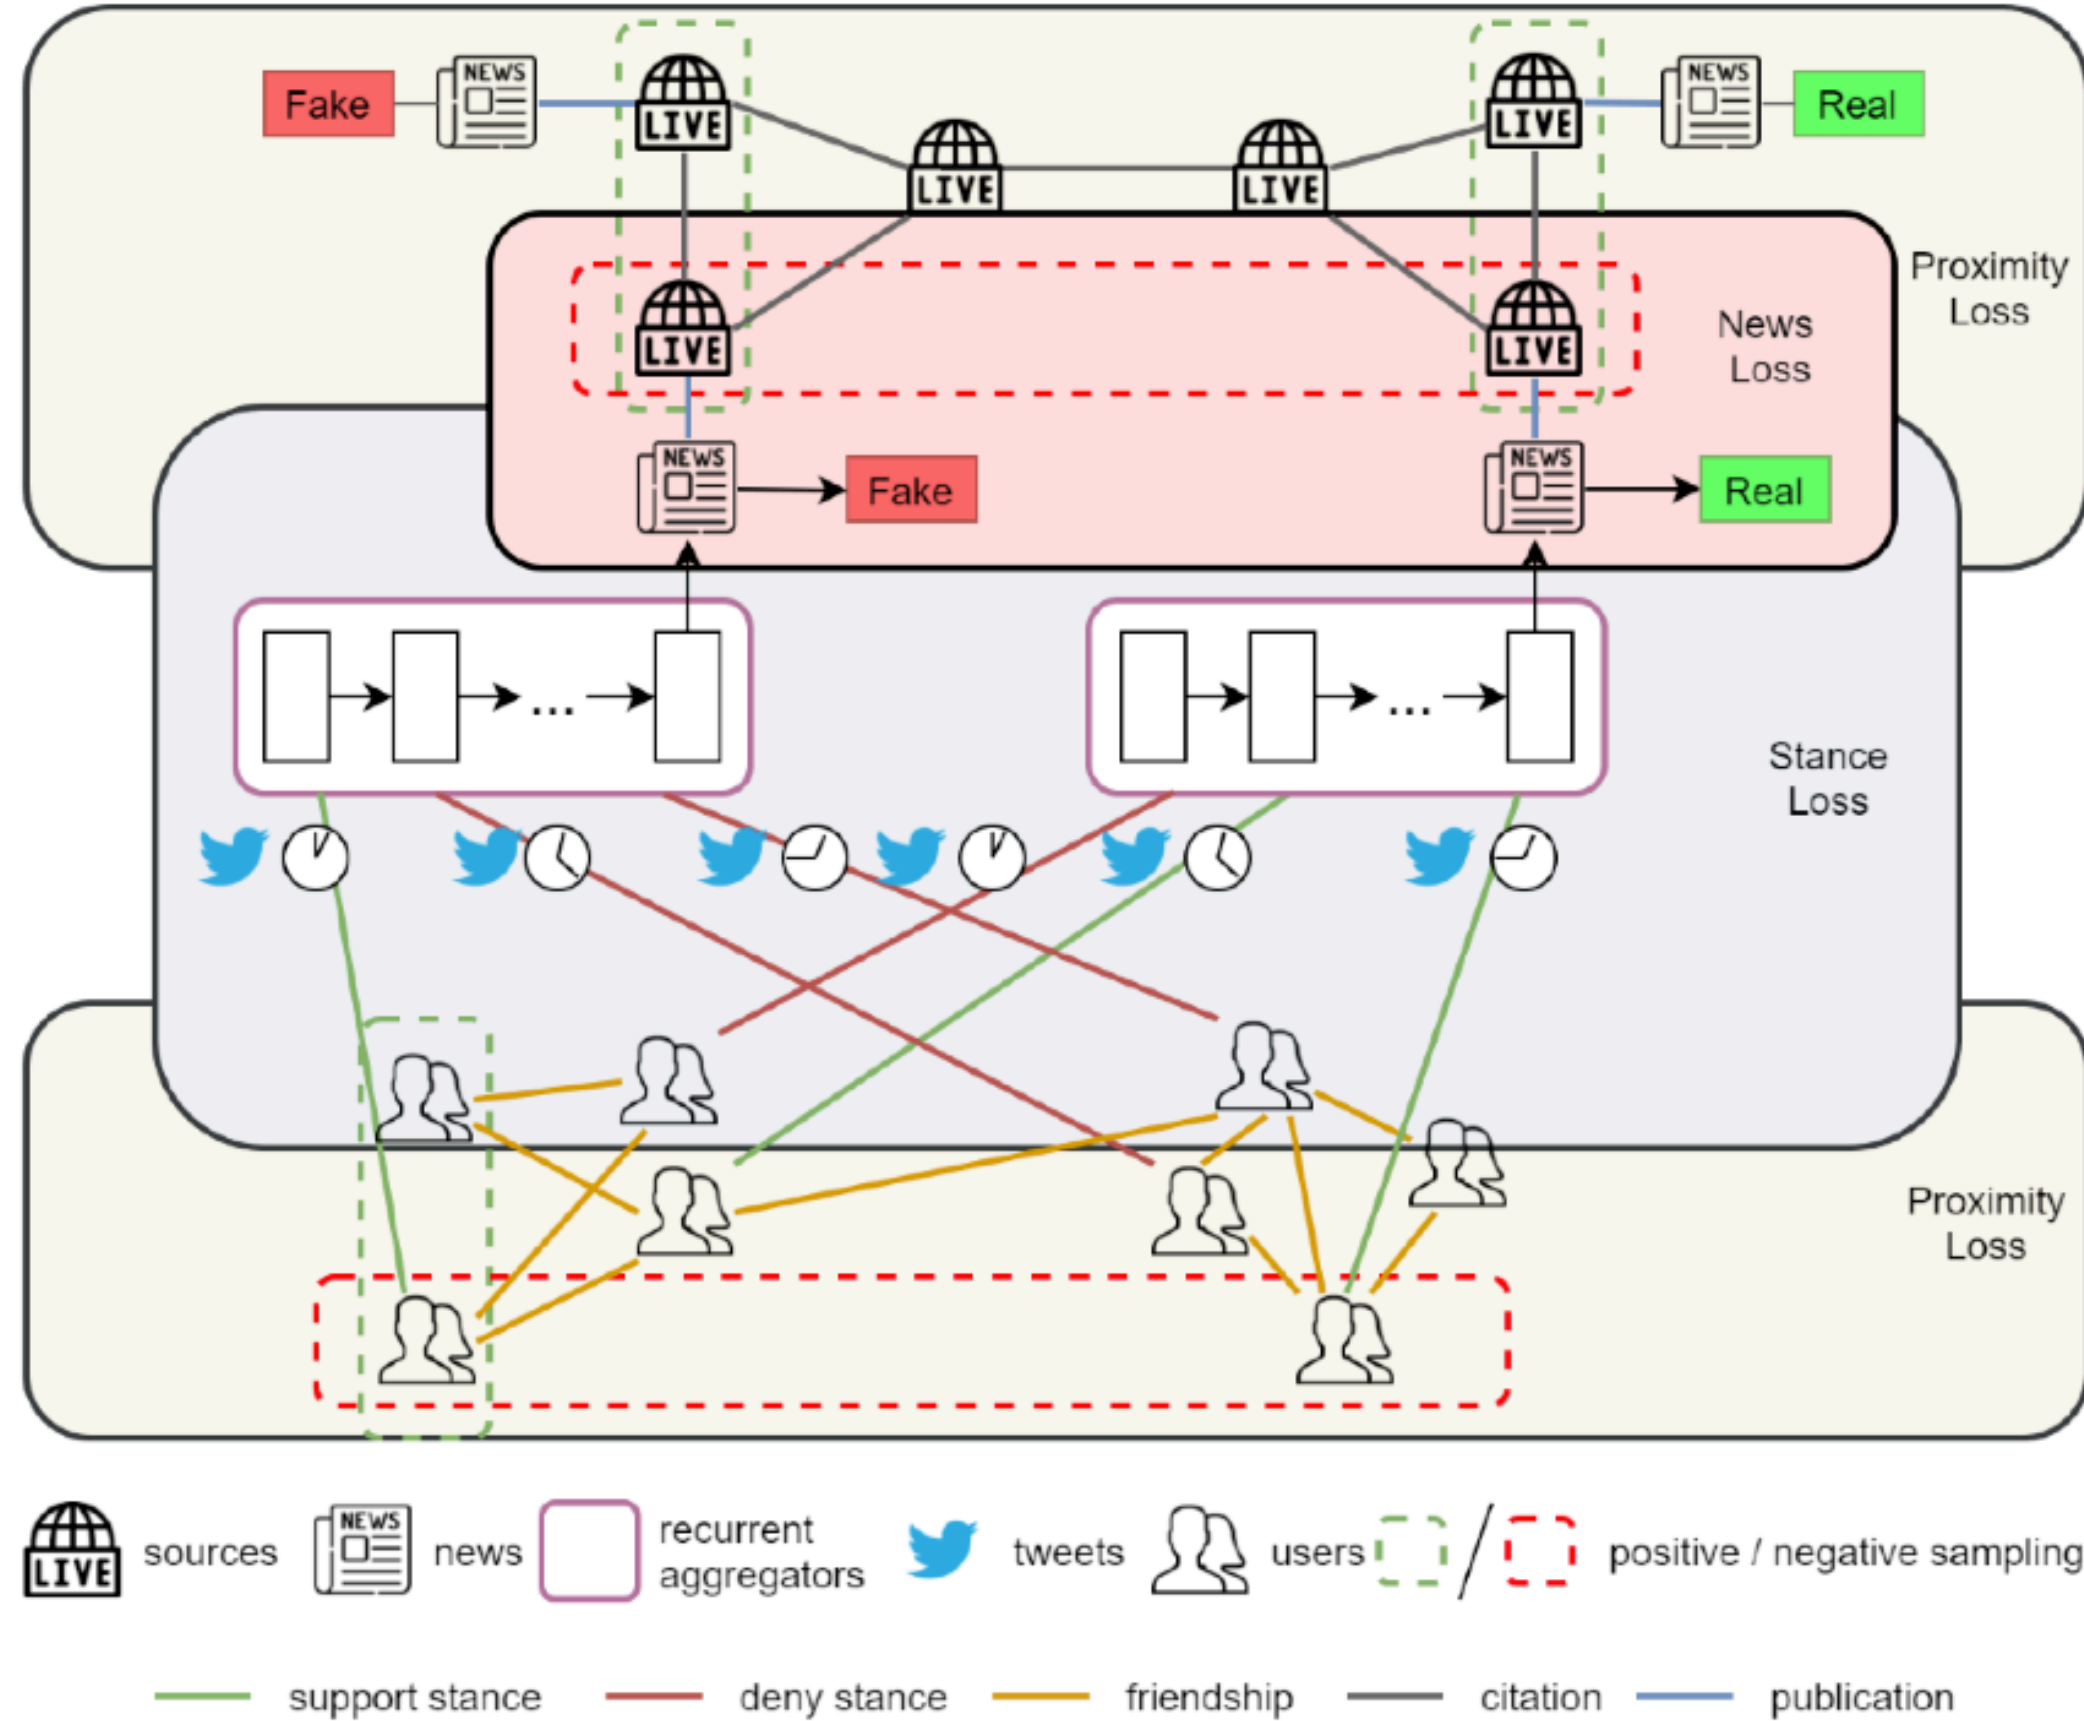 Fake
NEWS
LIVE
LIVE
LIVE
LIVE
NEWS
Real
Proximity
Loss
LIVE
LIVE
News
Loss
NEWS
Fake
NEWS
Real
...
...
Stance
Loss
Proximity
Loss
LIVE
sources
NEWS
news
recurrent
aggregators
tweets
users
/
positive / negative sampling
support stance
deny stance
friendship
citation
publication